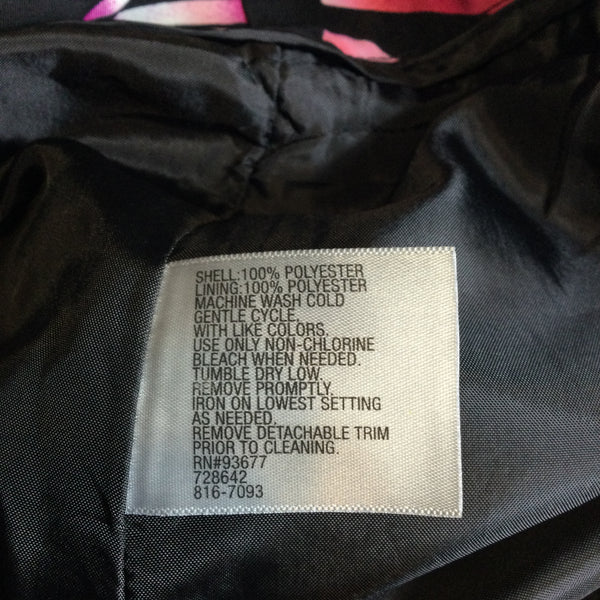 SHELL:100% POLYESTER
LINING:100% POLYESTER
MACHINE WASH COLD
GENTLE CYCLE.
WITH LIKE COLORS.
USE ONLY NON-CHLORINE
BLEACH WHEN NEEDED.
TUMBLE DRY LOW.
REMOVE PROMPTLY.
IRON ON LOWEST SETTING
AS NEEDED.
REMOVE DETACHABLE TRIM
PRIOR TO CLEANING.
RN#93677
728642
816-7093